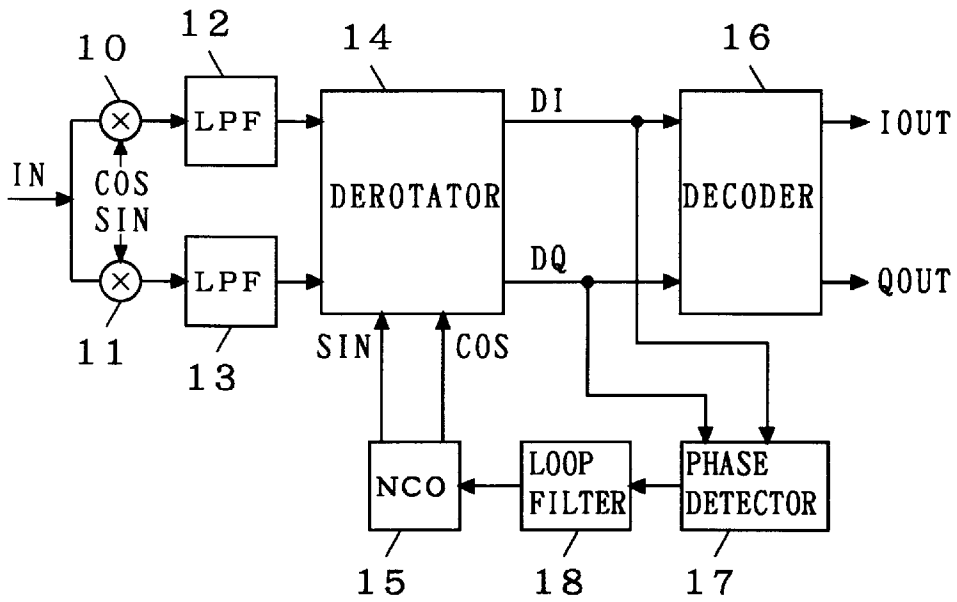 10
12
14
16
LPF
DEROTATOR
DI
DECODER
IOUT
IN
COS
SIN
LPF
DQ
QOUT
11
13
SIN
COS
NCO
LOOP
FILTER
PHASE
DETECTOR
15
18
17